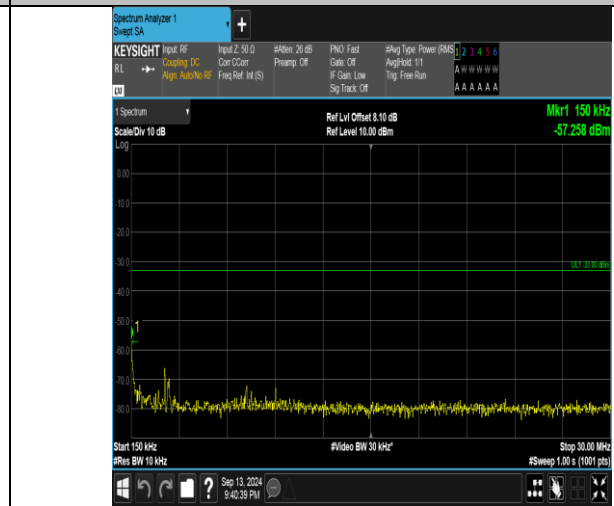 Spectrum Analyzer 1
Swept SA
+
KEYSIGHT Input: RF Input Z: 50 Ω #Atten: 26 dB PNO: Fast #Avg Type: Power (RMS 1 2 3 4 5 6
RL Coupling: DC Corr CCorr Preamp: Off Gate: Off Avg|Hold: 1/1 A W W W W W
Align: Auto/No RF Freq Ref: Int (S) IF Gain: Low Trig: Free Run
LXI Sig Track: Off A A A A A A
1 Spectrum Ref Lvl Offset 8.10 dB Mkr1 150 kHz
Scale/Div 10 dB Ref Level 10.00 dBm -57.258 dBm
Log
0.00
-10.0
-20.0
-30.0 DL1 -33.00 dBm
-40.0
-50.0
1
-60.0
-70.0
-80.0
Start 150 kHz #Video BW 30 kHz* Stop 30.00 MHz
#Res BW 10 kHz #Sweep 1.00 s (1001 pts)
? Sep 13, 2024
9:40:39 PM